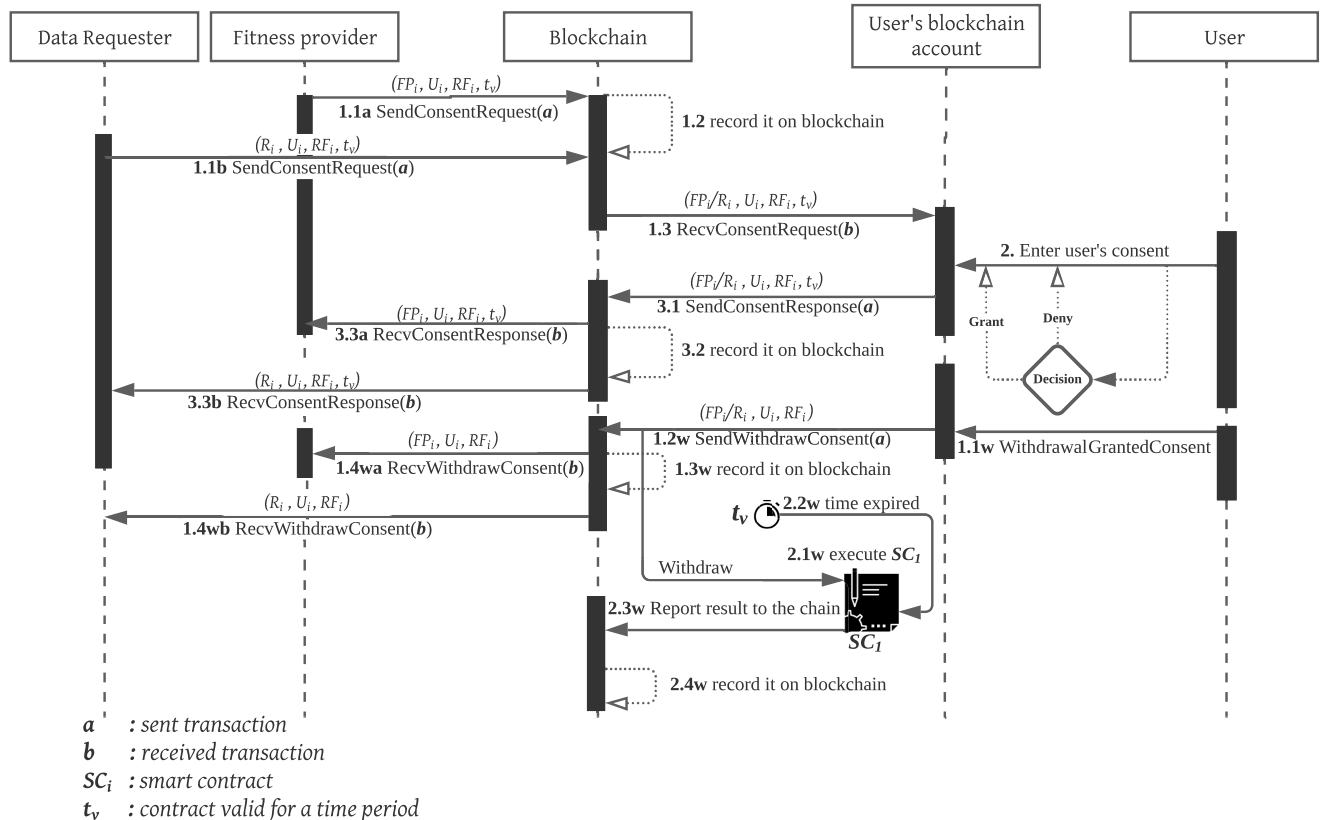 Data Requester
Fitness provider
Blockchain
User's blockchain
account
User
(FPᵢ, Uᵢ, RFᵢ, tᵥ)
1.1a SendConsentRequest(a)
1.2 record it on blockchain
(Rᵢ , Uᵢ, RFᵢ, tᵥ)
1.1b SendConsentRequest(a)
(FPᵢ/Rᵢ , Uᵢ, RFᵢ, tᵥ)
1.3 RecvConsentRequest(b)
2. Enter user's consent
(FPᵢ/Rᵢ , Uᵢ, RFᵢ, tᵥ)
3.1 SendConsentResponse(a)
Grant
Deny
Decision
(FPᵢ, Uᵢ, RFᵢ, tᵥ)
3.3a RecvConsentResponse(b)
3.2 record it on blockchain
(Rᵢ, Uᵢ, RFᵢ, tᵥ)
3.3b RecvConsentResponse(b)
(FPᵢ/Rᵢ , Uᵢ, RFᵢ)
1.2w SendWithdrawConsent(a)
1.1w WithdrawalGrantedConsent
(FPᵢ, Uᵢ, RFᵢ)
1.4wa RecvWithdrawConsent(b)
1.3w record it on blockchain
(Rᵢ , Uᵢ, RFᵢ)
1.4wb RecvWithdrawConsent(b)
tᵥ
2.2w time expired
2.1w execute SC₁
Withdraw
2.3w Report result to the chain
SC₁
2.4w record it on blockchain
a : sent transaction
b : received transaction
SCᵢ : smart contract
tᵥ : contract valid for a time period